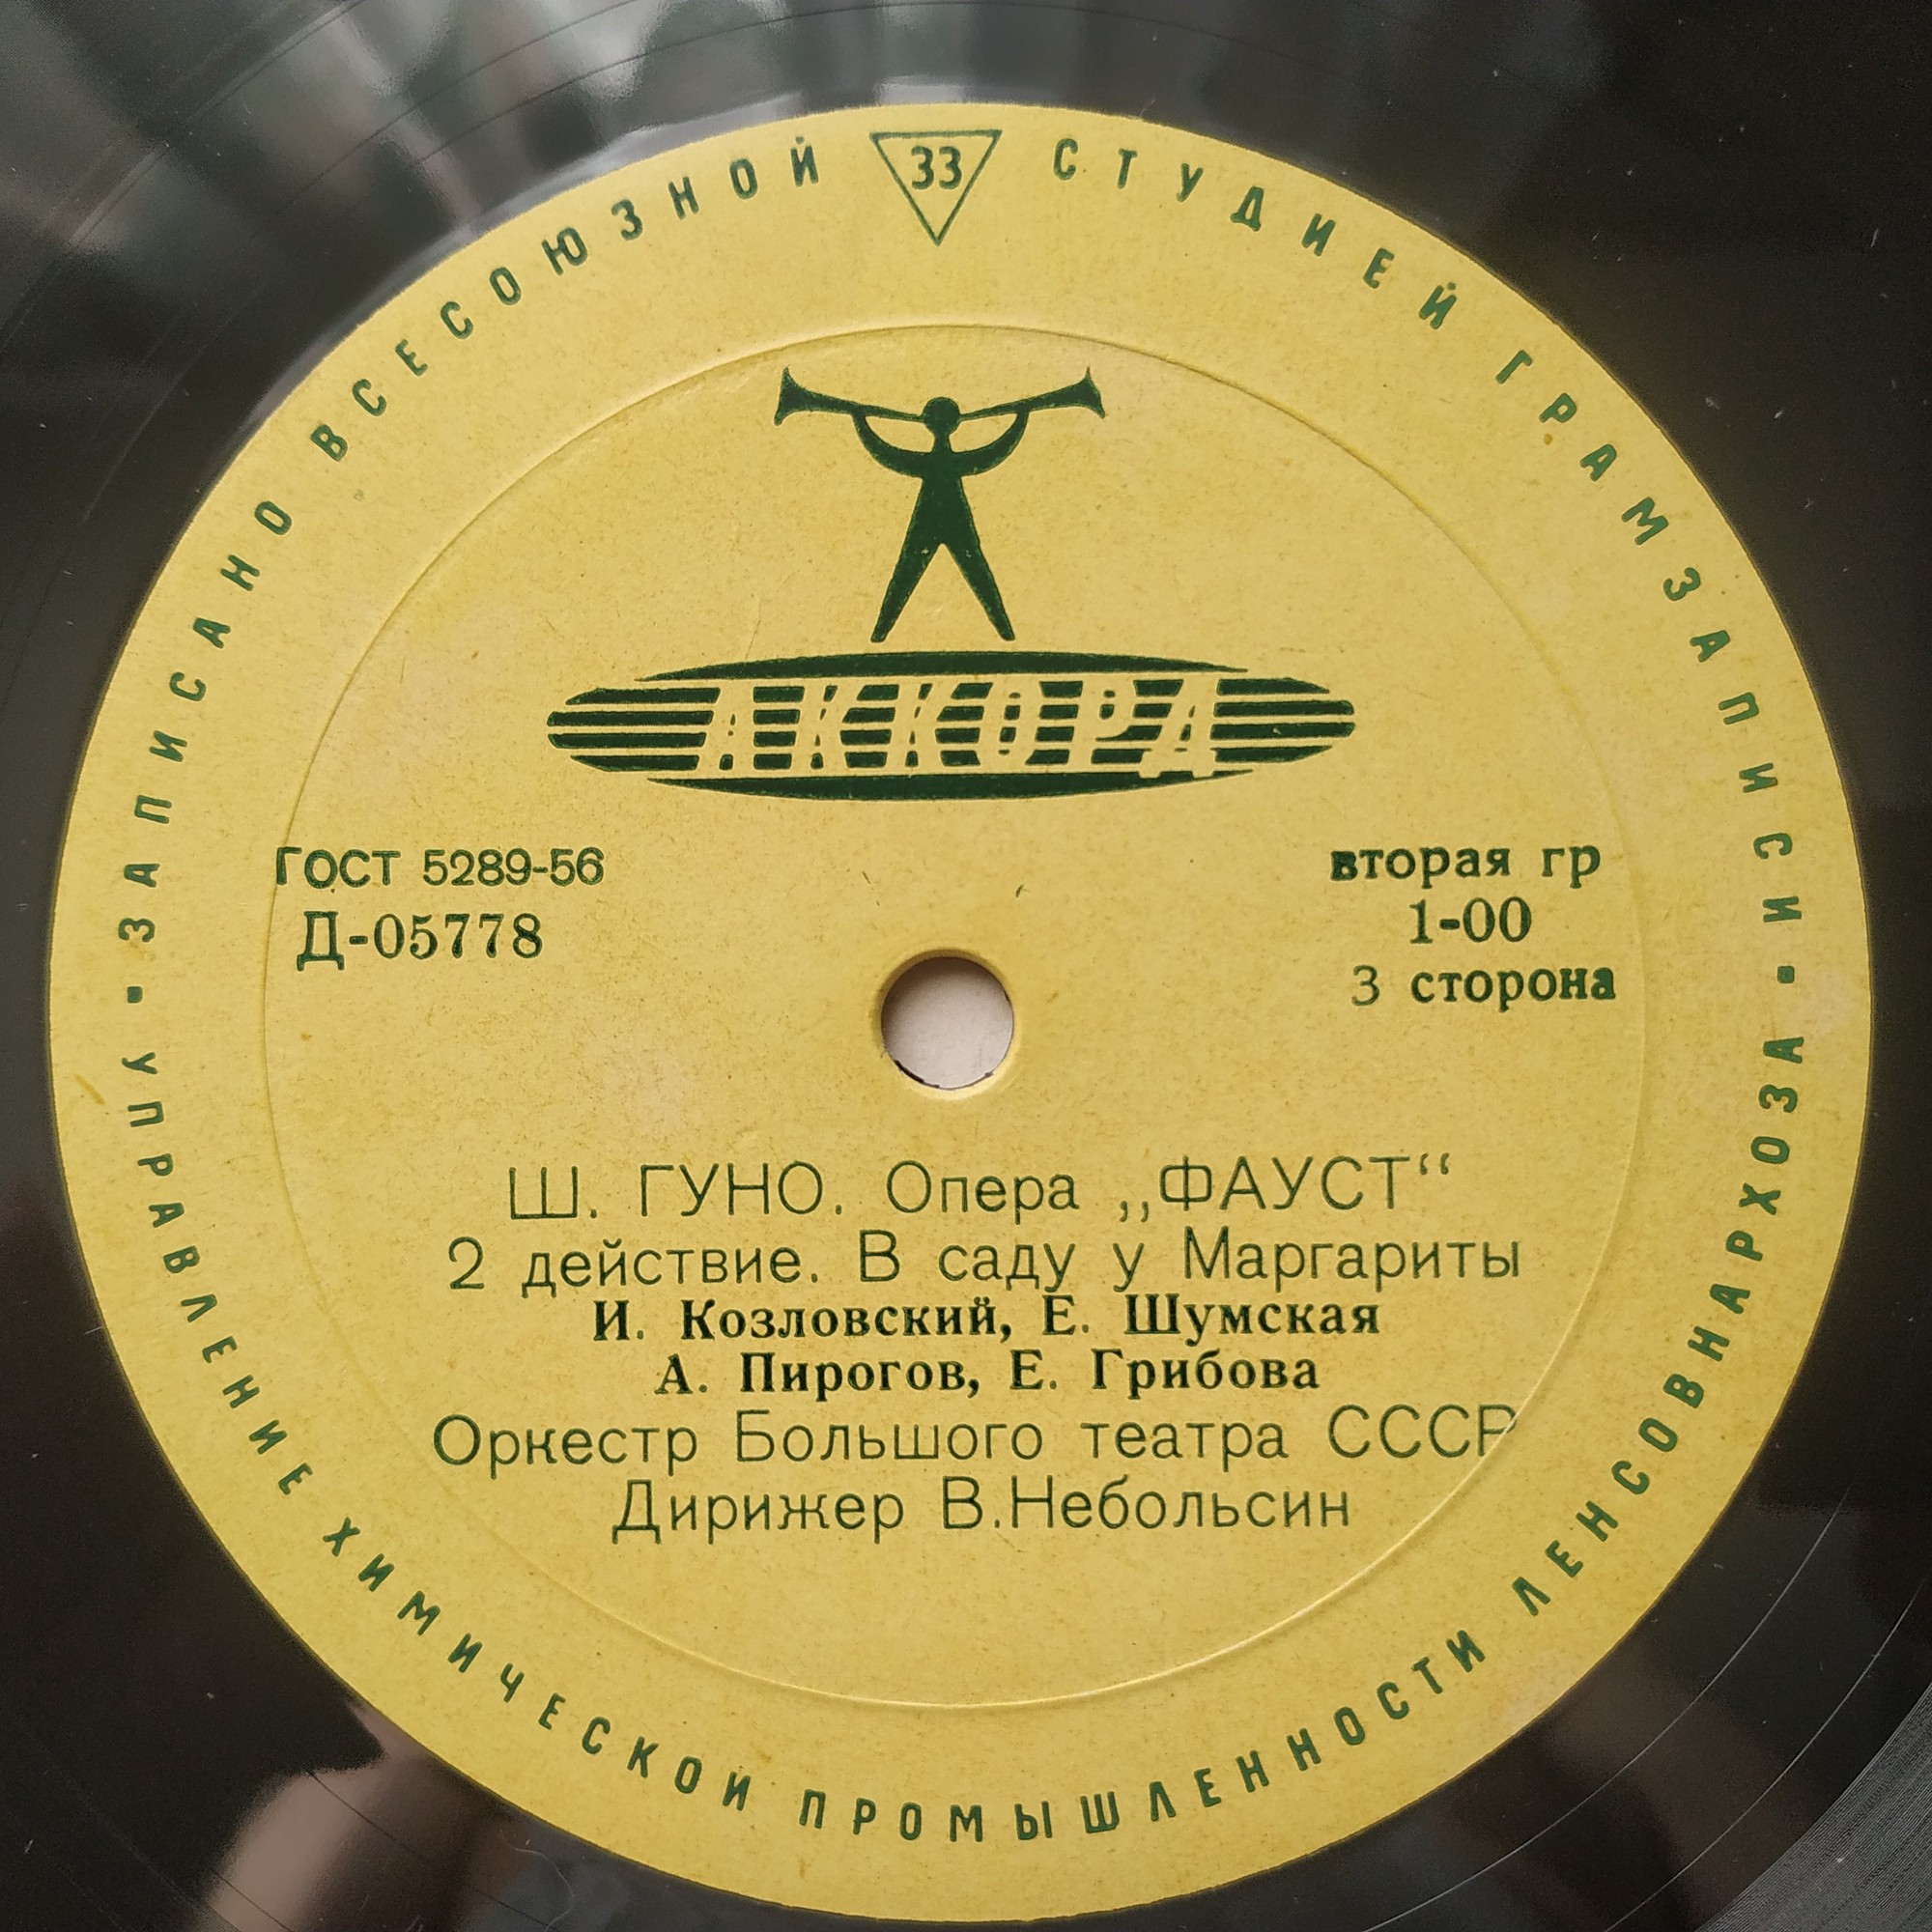 ЗАПИСАНО ВСЕСОЮЗНОЙ СТУДИЕЙ ГРАМЗАПИСИ
33
АККОРД
ГОСТ 5289-56
Д-05778
вторая гр
1-00
3 сторона
Ш. ГУНО. Опера „ФАУСТ“
2 действие. В саду у Маргариты
И. Козловский, Е. Шумская
А. Пирогов, Е. Грибова
Оркестр Большого театра СССР
Дирижер В.Небольсин
• УПРАВЛЕНИЕ ХИМИЧЕСКОЙ ПРОМЫШЛЕННОСТИ ЛЕНСОВНАРХОЗА •